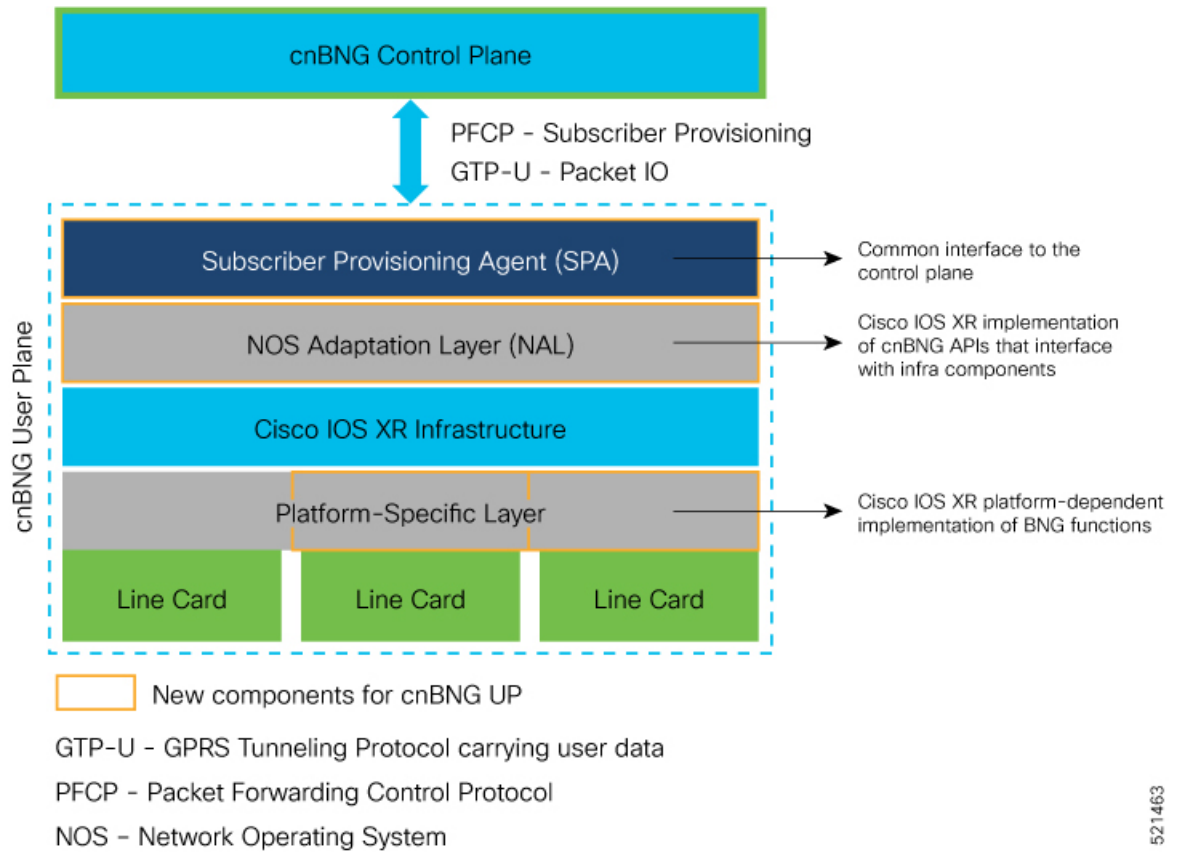 cnBNG Control Plane
PFCP - Subscriber Provisioning
GTP-U - Packet IO
cnBNG User Plane
Subscriber Provisioning Agent (SPA)
Common interface to the
control plane
NOS Adaptation Layer (NAL)
Cisco IOS XR implementation
of cnBNG APIs that interface
with infra components
Cisco IOS XR Infrastructure
Platform-Specific Layer
Cisco IOS XR platform-dependent
implementation of BNG functions
Line Card
Line Card
Line Card
New components for cnBNG UP
GTP-U - GPRS Tunneling Protocol carrying user data
PFCP - Packet Forwarding Control Protocol
NOS – Network Operating System
521463